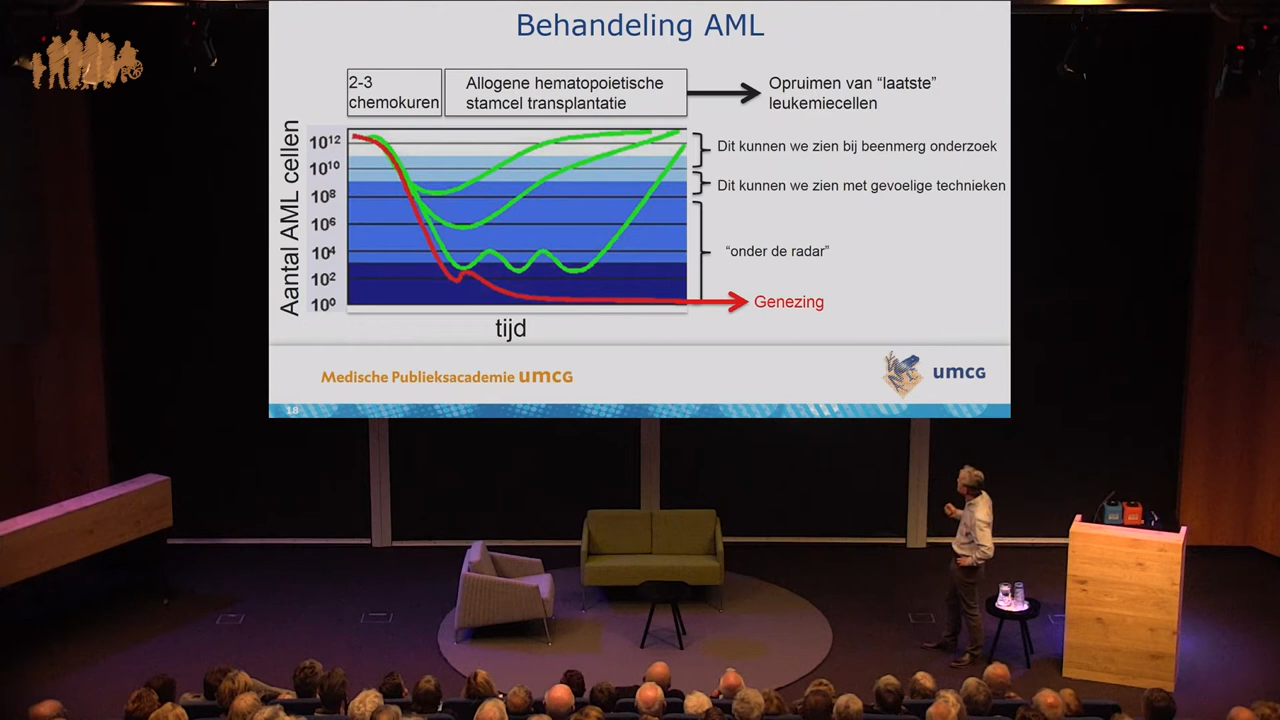 Behandeling AML
2-3
chemokuren
Allogene hematopoietische
stamcel transplantatie
Opruimen van “laatste”
leukemiecellen
Aantal AML cellen
10¹²
10¹⁰
10⁸
10⁶
10⁴
10²
10⁰
Dit kunnen we zien bij beenmerg onderzoek
Dit kunnen we zien met gevoelige technieken
“onder de radar”
Genezing
tijd
Medische Publieksacademie umcg
umcg
18